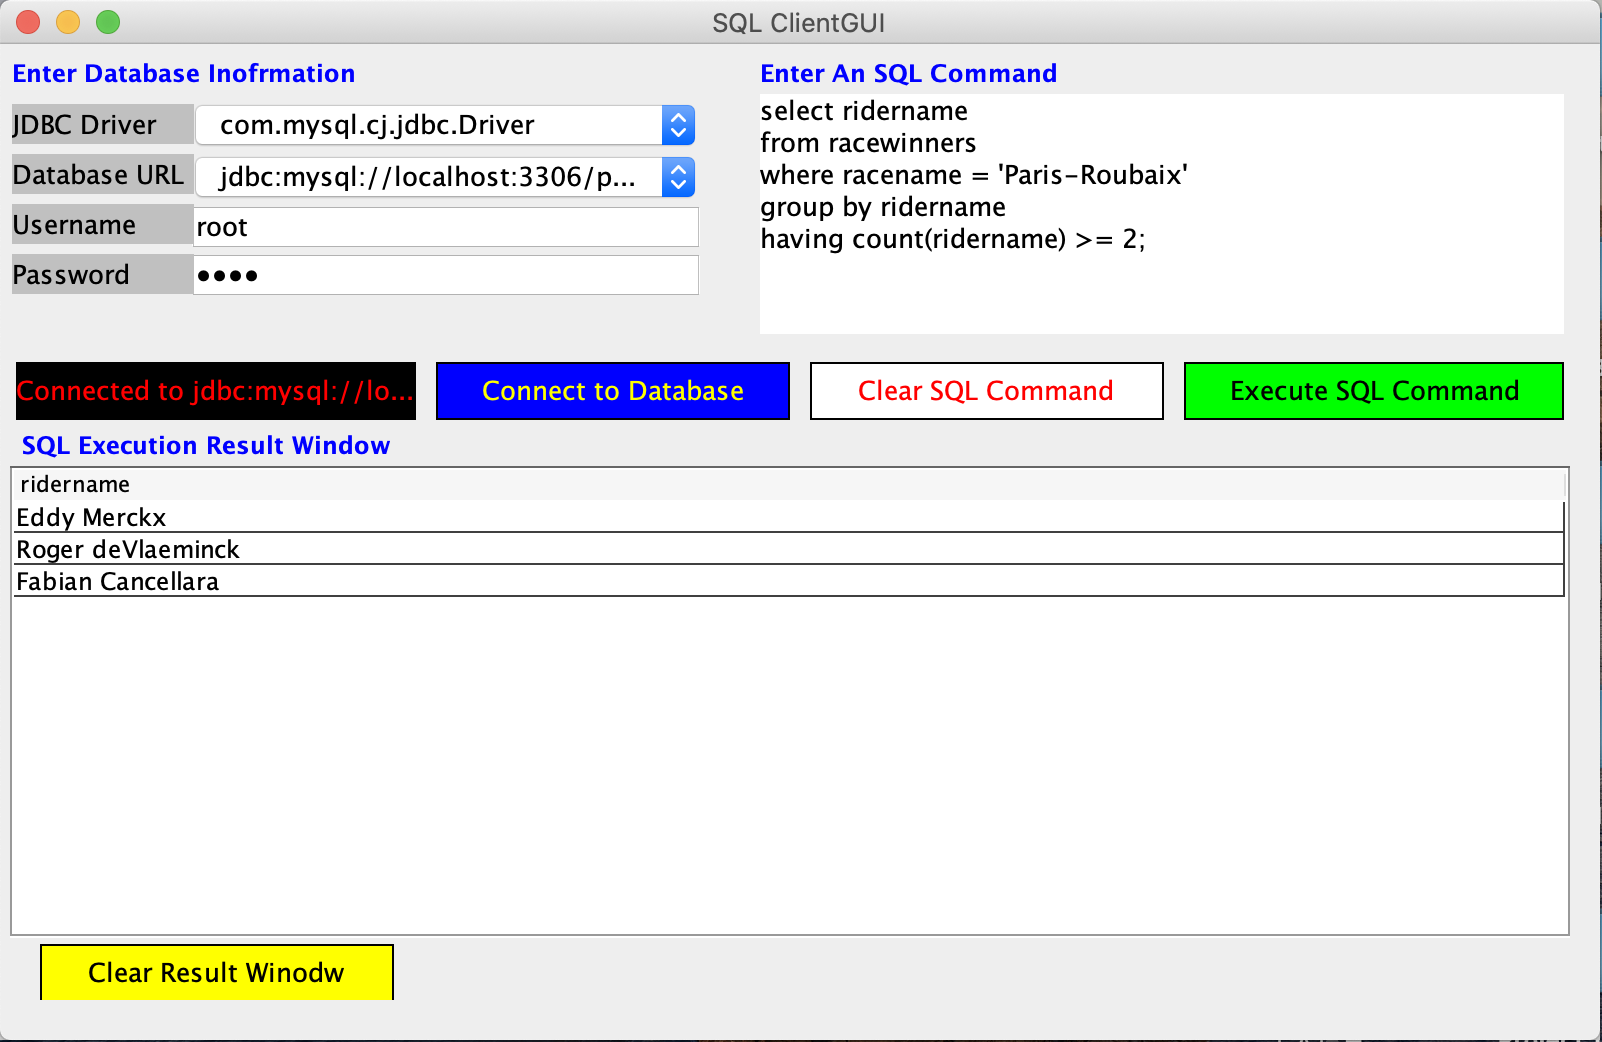 SQL ClientGUI
Enter Database Inofrmation
JDBC Driver
com.mysql.cj.jdbc.Driver
Database URL
jdbc:mysql://localhost:3306/p...
Username
root
Password
••••
Enter An SQL Command
select ridername
from racewinners
where racename = 'Paris-Roubaix'
group by ridername
having count(ridername) >= 2;
Connected to jdbc:mysql://lo...
Connect to Database
Clear SQL Command
Execute SQL Command
SQL Execution Result Window
ridername
Eddy Merckx
Roger deVlaeminck
Fabian Cancellara
Clear Result Winodw